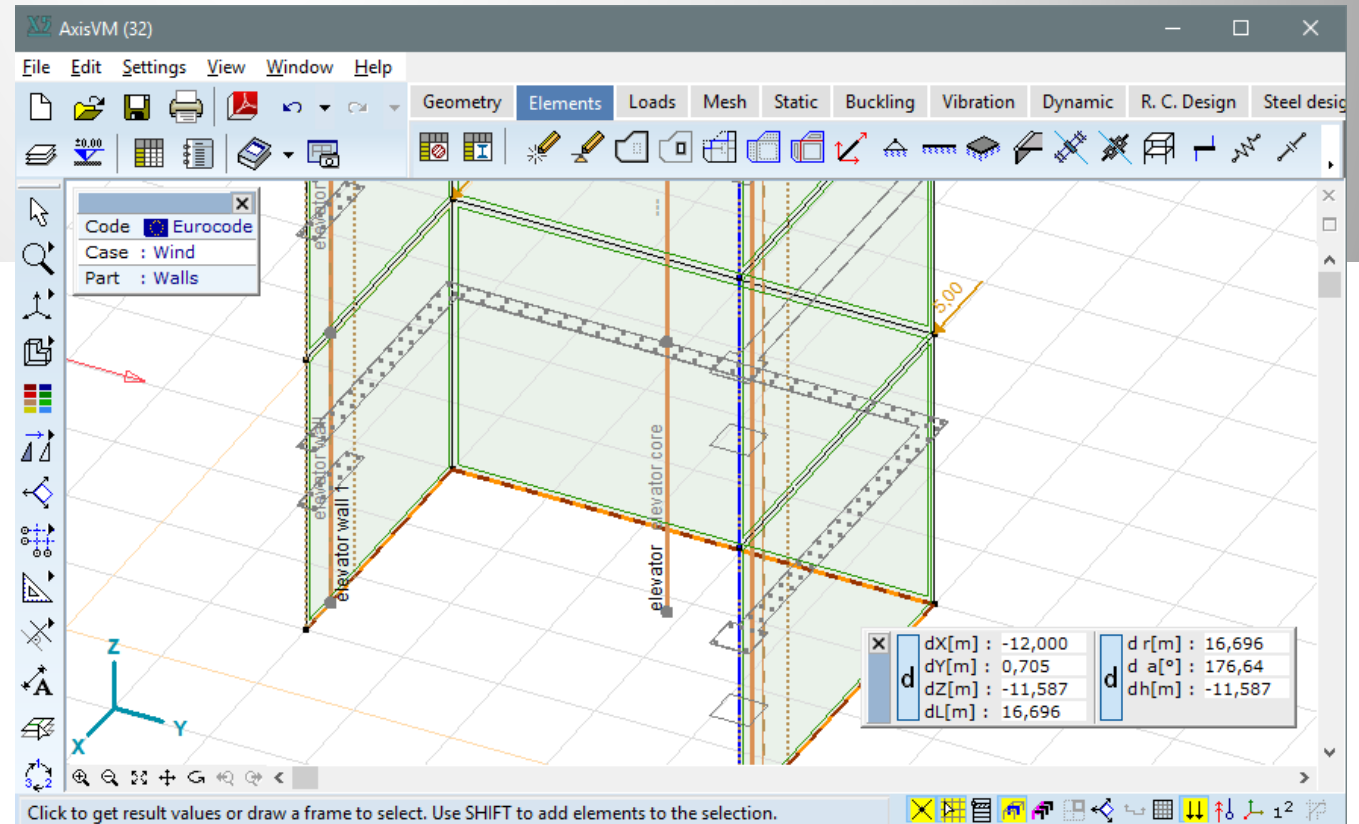 AxisVM (32)
File Edit Settings View Window Help
Geometry Elements Loads Mesh Static Buckling Vibration Dynamic R. C. Design Steel desig
±0,00
Code Eurocode
Case : Wind
Part : Walls
elevator
5,00
elevator wall
elevator wall 1
elevator core
elevator
Z
X
Y
d
dX[m] : -12,000
dY[m] : 0,705
dZ[m] : -11,587
dL[m] : 16,696
d
d r[m] : 16,696
d a[°] : 176,64
dh[m] : -11,587
Click to get result values or draw a frame to select. Use SHIFT to add elements to the selection.